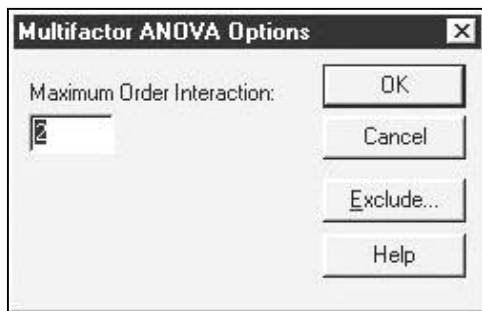 Multifactor ANOVA Options
Maximum Order Interaction:
2
OK
Cancel
Exclude...
Help